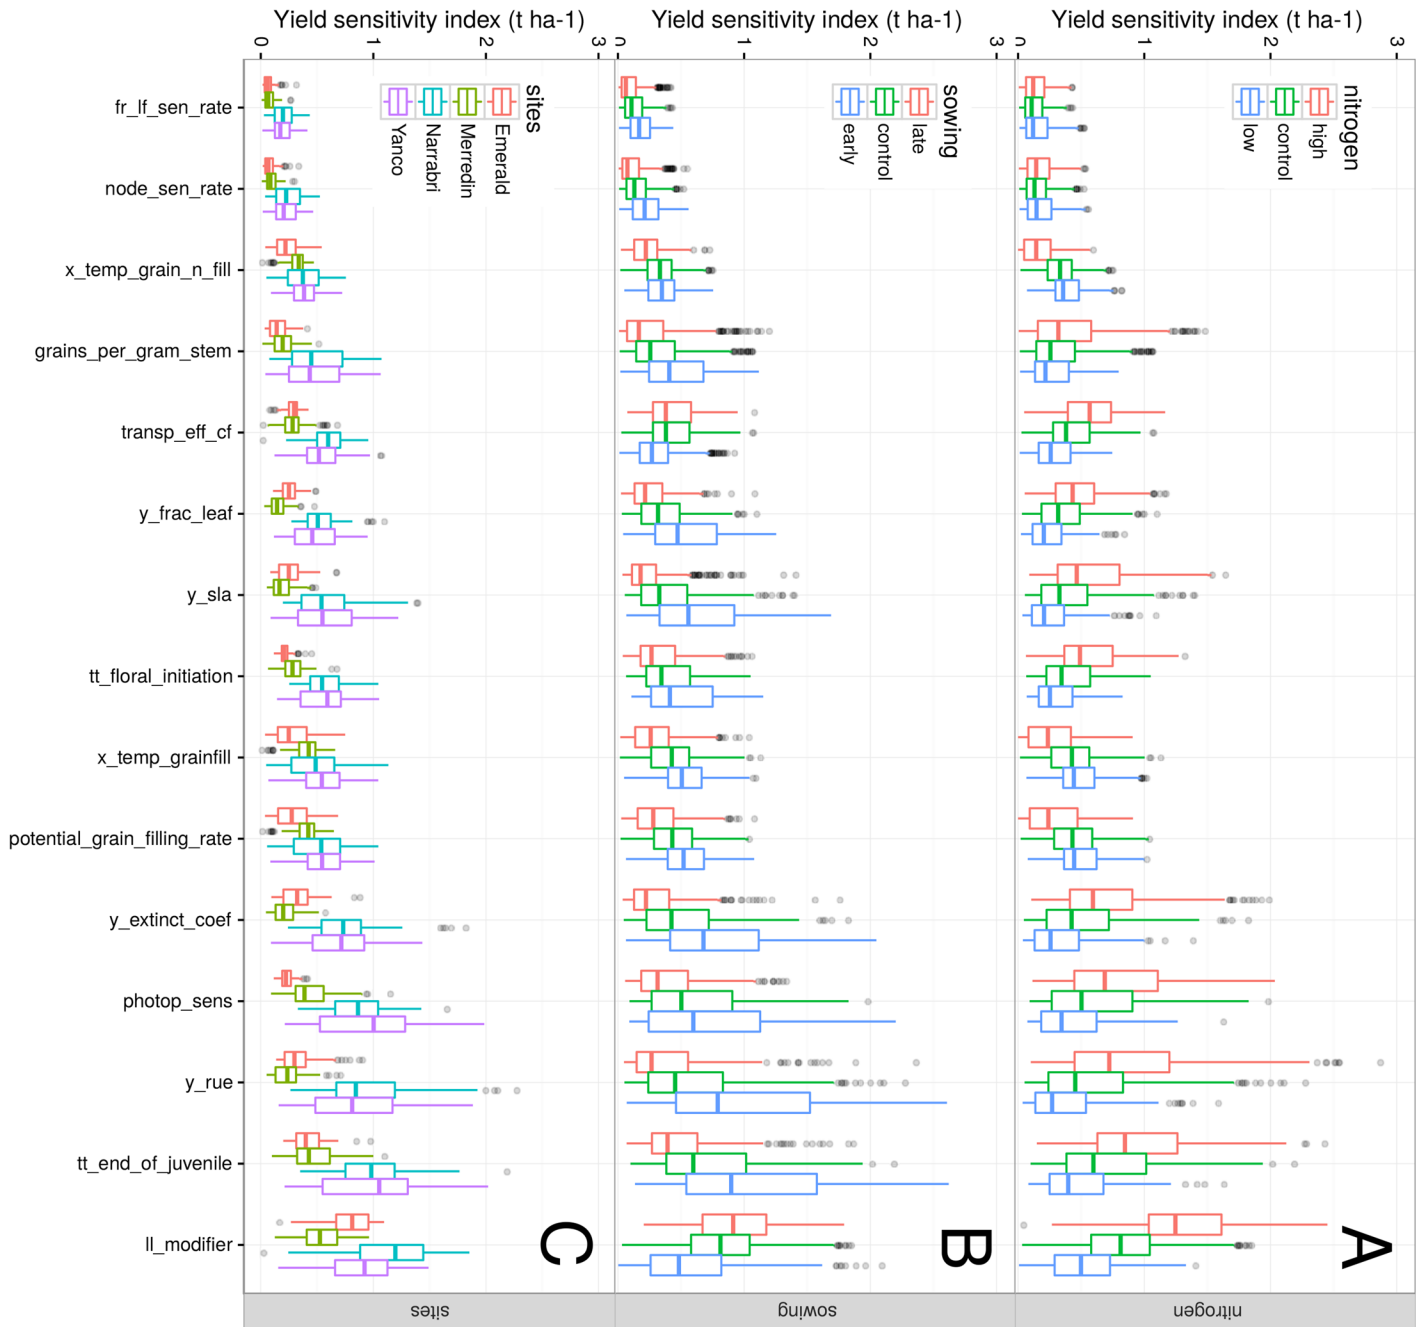 Yield sensitivity index (t ha-1)
0
1
2
3
Yield sensitivity index (t ha-1)
0
1
2
3
Yield sensitivity index (t ha-1)
0
1
2
3
sites
Emerald
Merredin
Narrabri
Yanco
sowing
late
control
early
nitrogen
high
control
low
fr_lf_sen_rate
node_sen_rate
x_temp_grain_n_fill
grains_per_gram_stem
transp_eff_cf
y_frac_leaf
y_sla
tt_floral_initiation
x_temp_grainfill
potential_grain_filling_rate
y_extinct_coef
photop_sens
y_rue
tt_end_of_juvenile
ll_modifier
C
B
A
sites
sowing
nitrogen